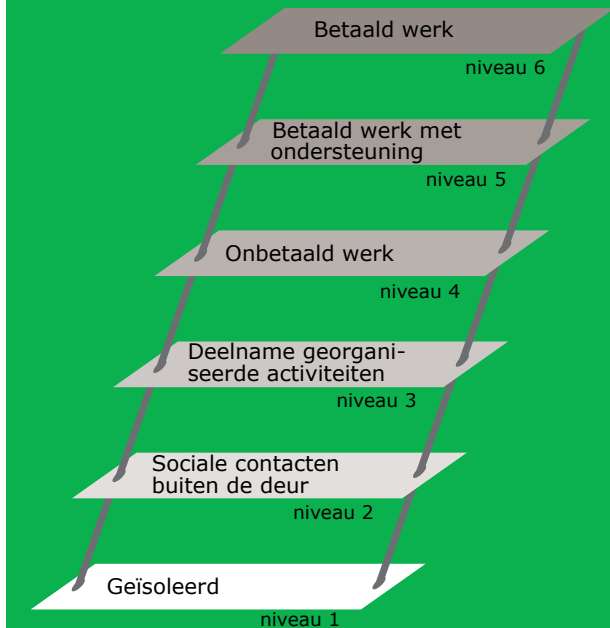 Betaald werk
niveau 6
Betaald werk met
ondersteuning
niveau 5
Onbetaald werk
niveau 4
Deelname georgani-
seerde activiteiten
niveau 3
Sociale contacten
buiten de deur
niveau 2
Geïsoleerd
niveau 1